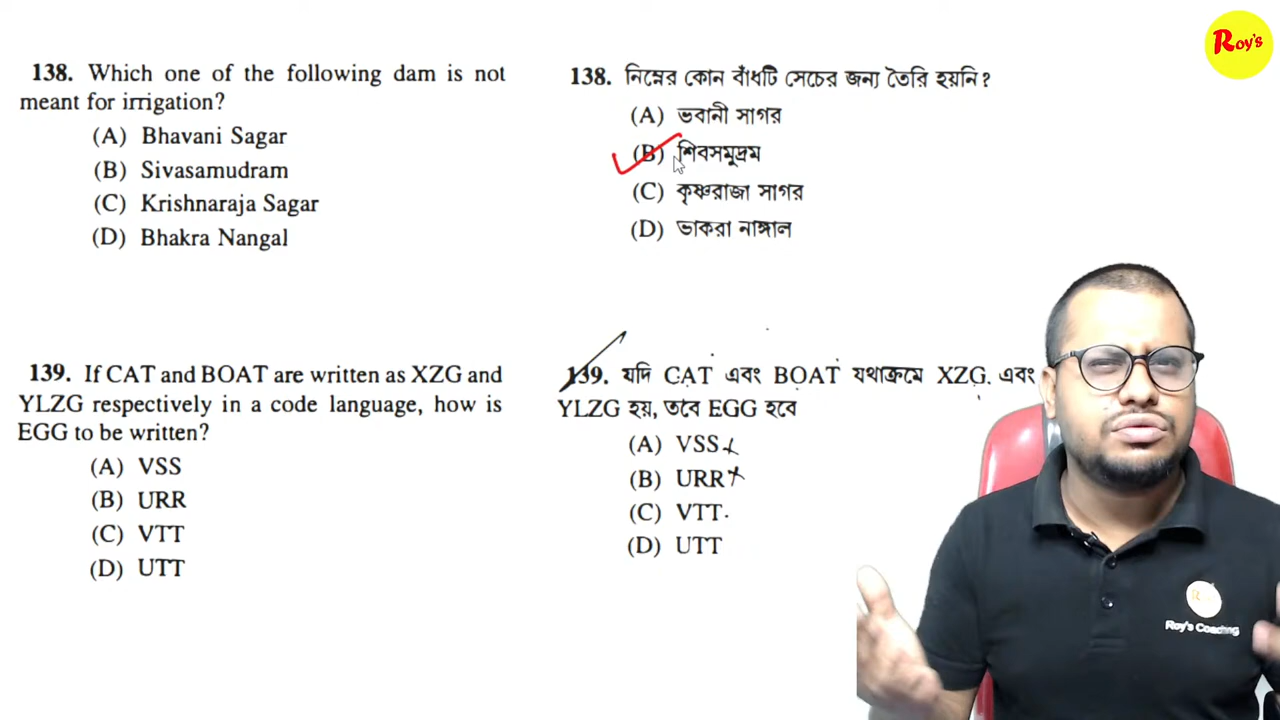 Roy's
138. Which one of the following dam is not
meant for irrigation?
(A) Bhavani Sagar
(B) Sivasamudram
(C) Krishnaraja Sagar
(D) Bhakra Nangal
139. If CAT and BOAT are written as XZG and
YLZG respectively in a code language, how is
EGG to be written?
(A) VSS
(B) URR
(C) VTT
(D) UTT
138. নিম্নের কোন বাঁধটি সেচের জন্য তৈরি হয়নি?
(A) ভবানী সাগর
(B) শিবসমুদ্রম
(C) কৃষ্ণরাজা সাগর
(D) ভাকরা নাঙ্গাল
139. যদি CAT এবং BOAT যথাক্রমে XZG এবং
YLZG হয়, তবে EGG হবে
(A) VSS
(B) URR
(C) VTT
(D) UTT
Roy's Coaching